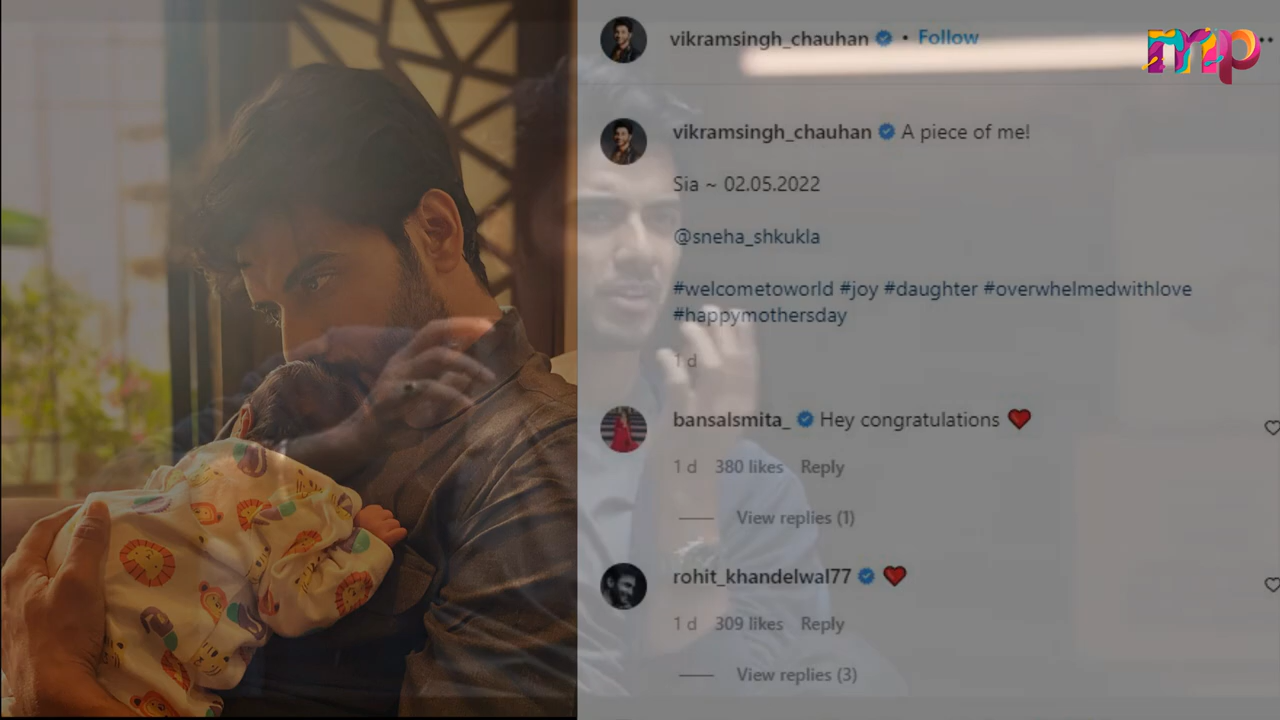 vikramsingh_chauhan • Follow
mp
vikramsingh_chauhan A piece of me!
Sia ~ 02.05.2022
@sneha_shkukla
#welcometoworld #joy #daughter #overwhelmedwithlove
#happymothersday
1 d
bansalsmita_ Hey congratulations ❤️
1 d 380 likes Reply
View replies (1)
rohit_khandelwal77 ❤️
1 d 309 likes Reply
View replies (3)